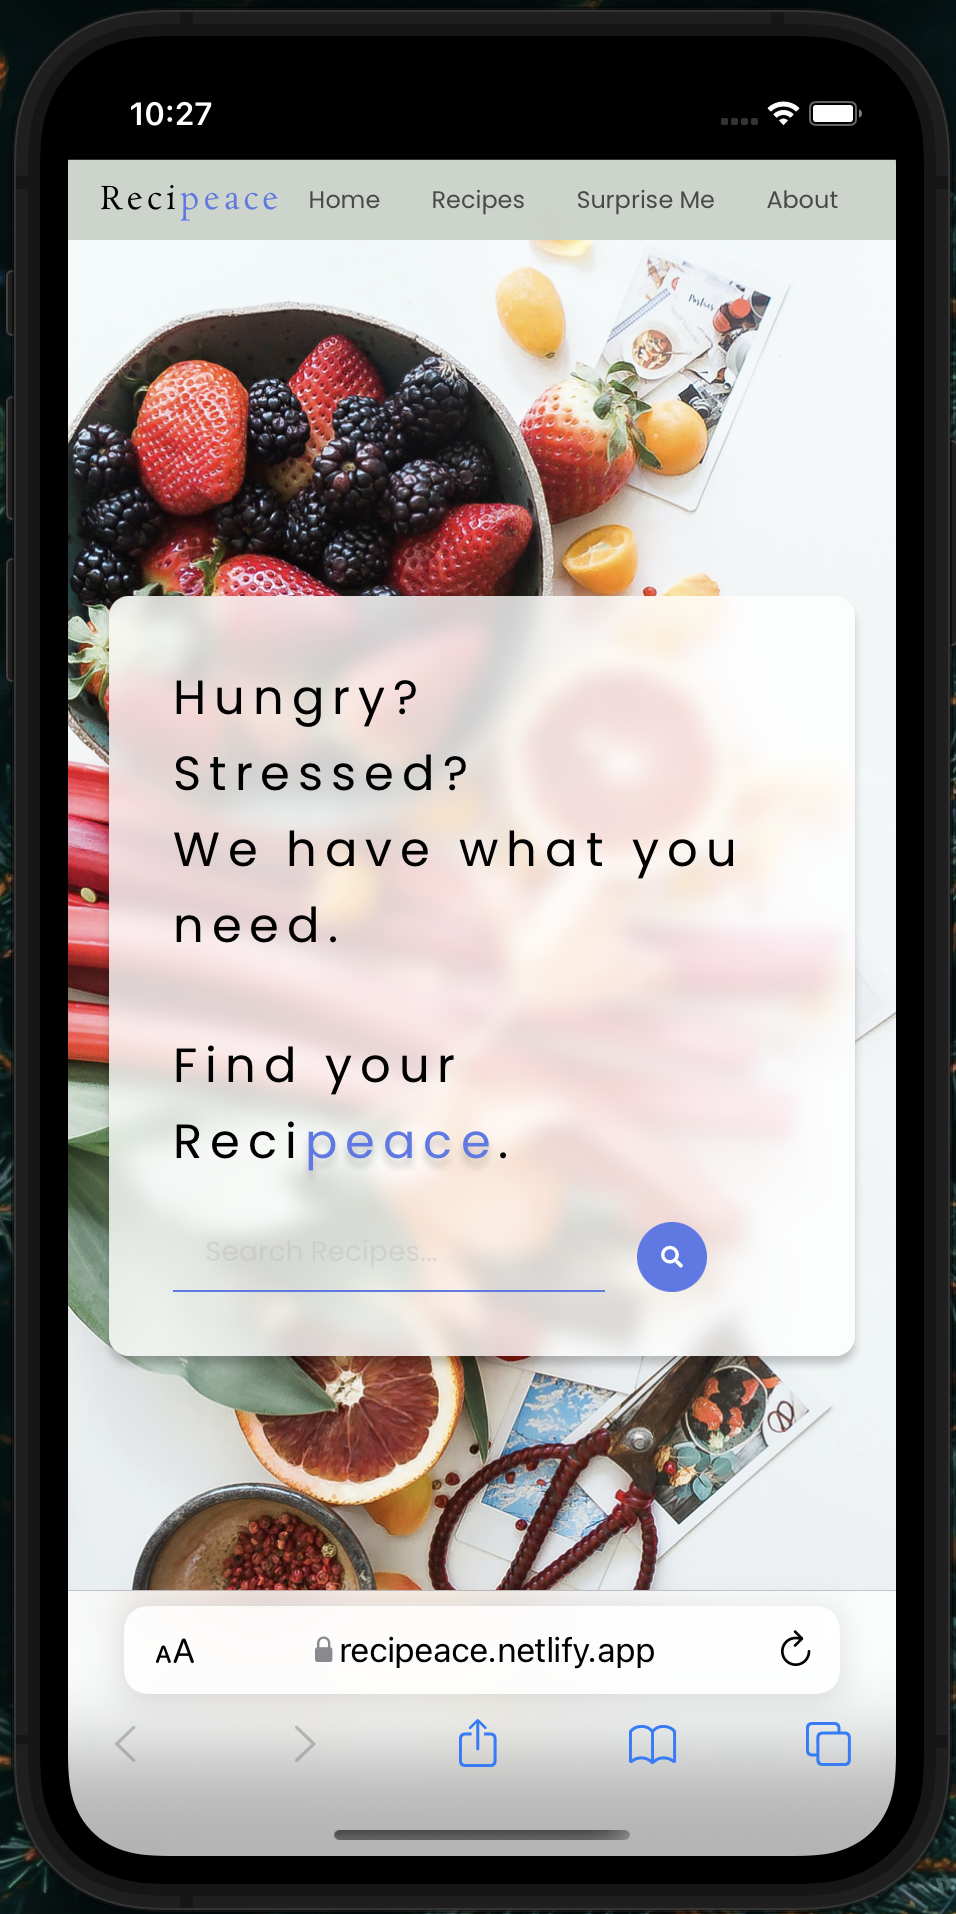 10:27
Recipeace Home Recipes Surprise Me About
Pastries
Hungry?
Stressed?
We have what you
need.
Find your
Recipeace.
Search Recipes...
AA recipeace.netlify.app